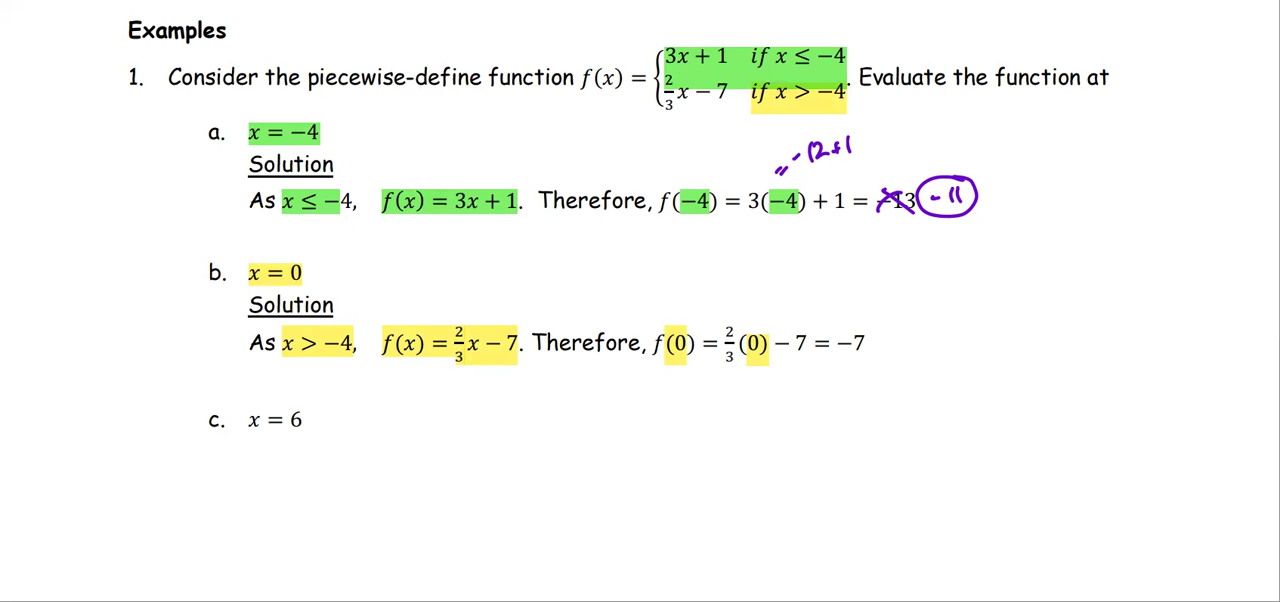 Examples
1. Consider the piecewise-define function f(x) = { 3x + 1 if x ≤ −4
2/3 x − 7 if x > −4 . Evaluate the function at
a. x = −4
Solution
= -12+1
As x ≤ −4, f(x) = 3x + 1. Therefore, f(−4) = 3(−4) + 1 = −13 -11
b. x = 0
Solution
As x > −4, f(x) = 2/3 x − 7. Therefore, f(0) = 2/3 (0) − 7 = −7
c. x = 6